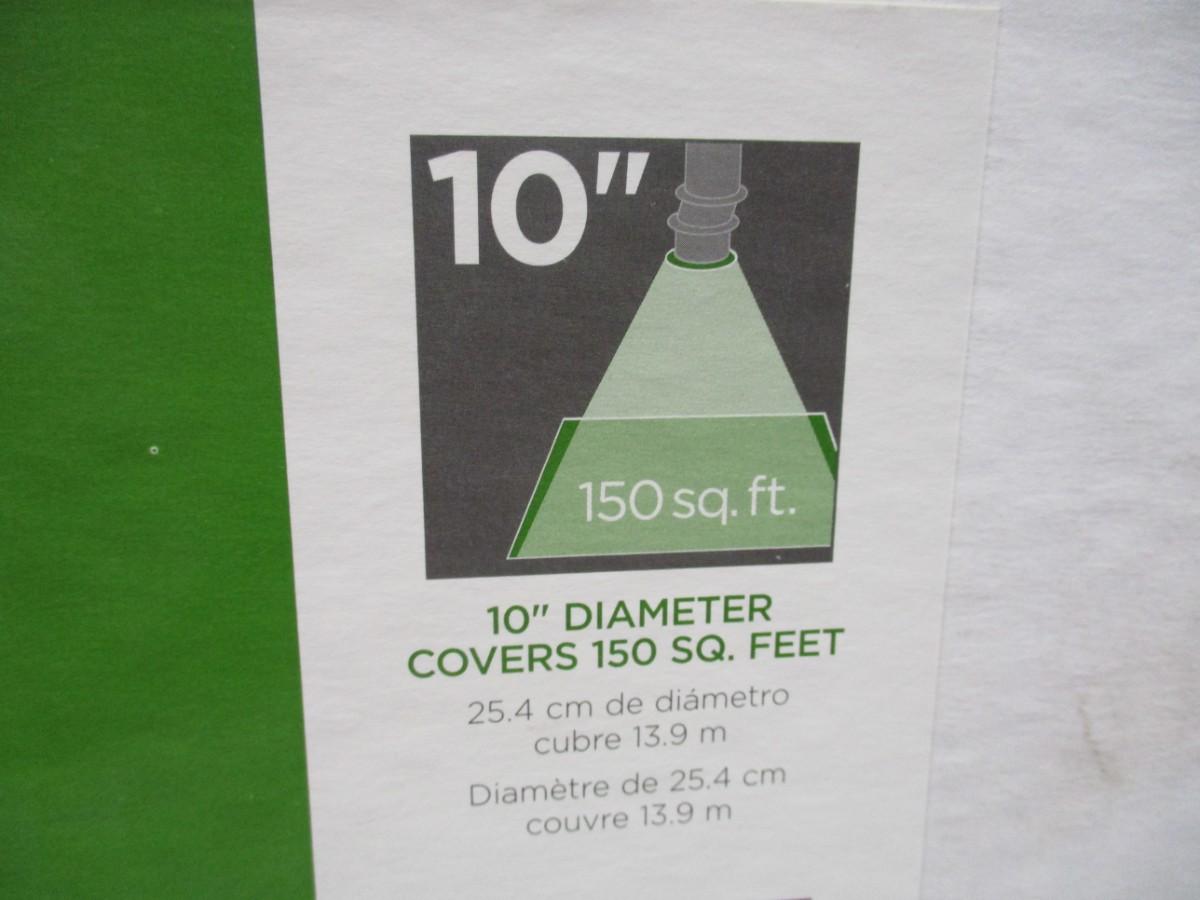 10"
150 sq. ft.
10" DIAMETER
COVERS 150 SQ. FEET
25.4 cm de diámetro
cubre 13.9 m
Diamètre de 25.4 cm
couvre 13.9 m